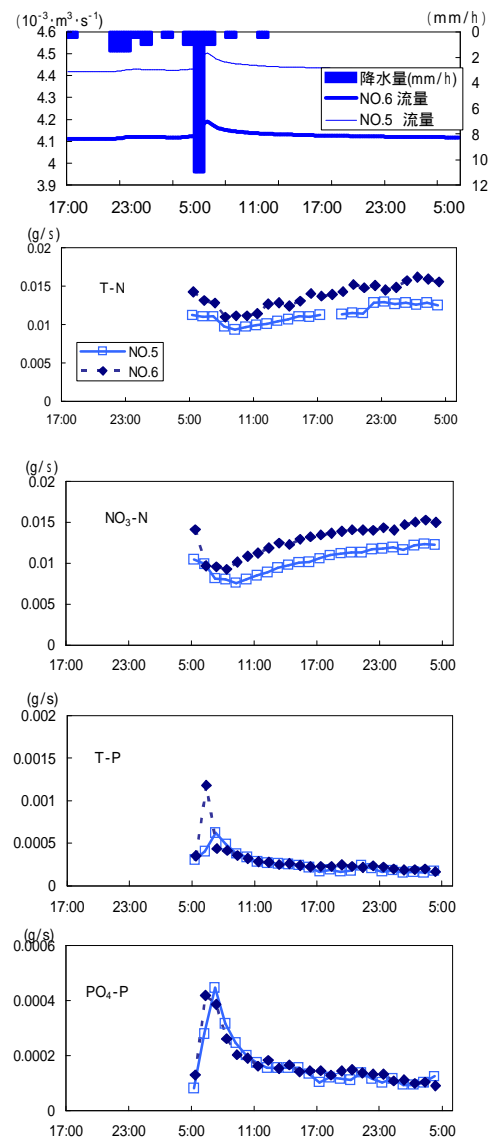 (10⁻³·m³·s⁻¹) (mm/h)
4.6 0
4.5 2
4.4 4
4.3 6
4.2 8
4.1
4 10
3.9 12
降水量(mm/h)
NO.6 流量
NO.5 流量
17:00 23:00 5:00 11:00 17:00 23:00 5:00
(g/s)
0.02
0.015
0.01
0.005
0
T-N
NO.5
NO.6
17:00 23:00 5:00 11:00 17:00 23:00 5:00
(g/s)
0.02
0.015
0.01
0.005
0
NO₃-N
17:00 23:00 5:00 11:00 17:00 23:00 5:00
(g/s)
0.002
0.0015
0.001
0.0005
0
T-P
17:00 23:00 5:00 11:00 17:00 23:00 5:00
(g/s)
0.0006
0.0004
0.0002
0
PO₄-P
17:00 23:00 5:00 11:00 17:00 23:00 5:00